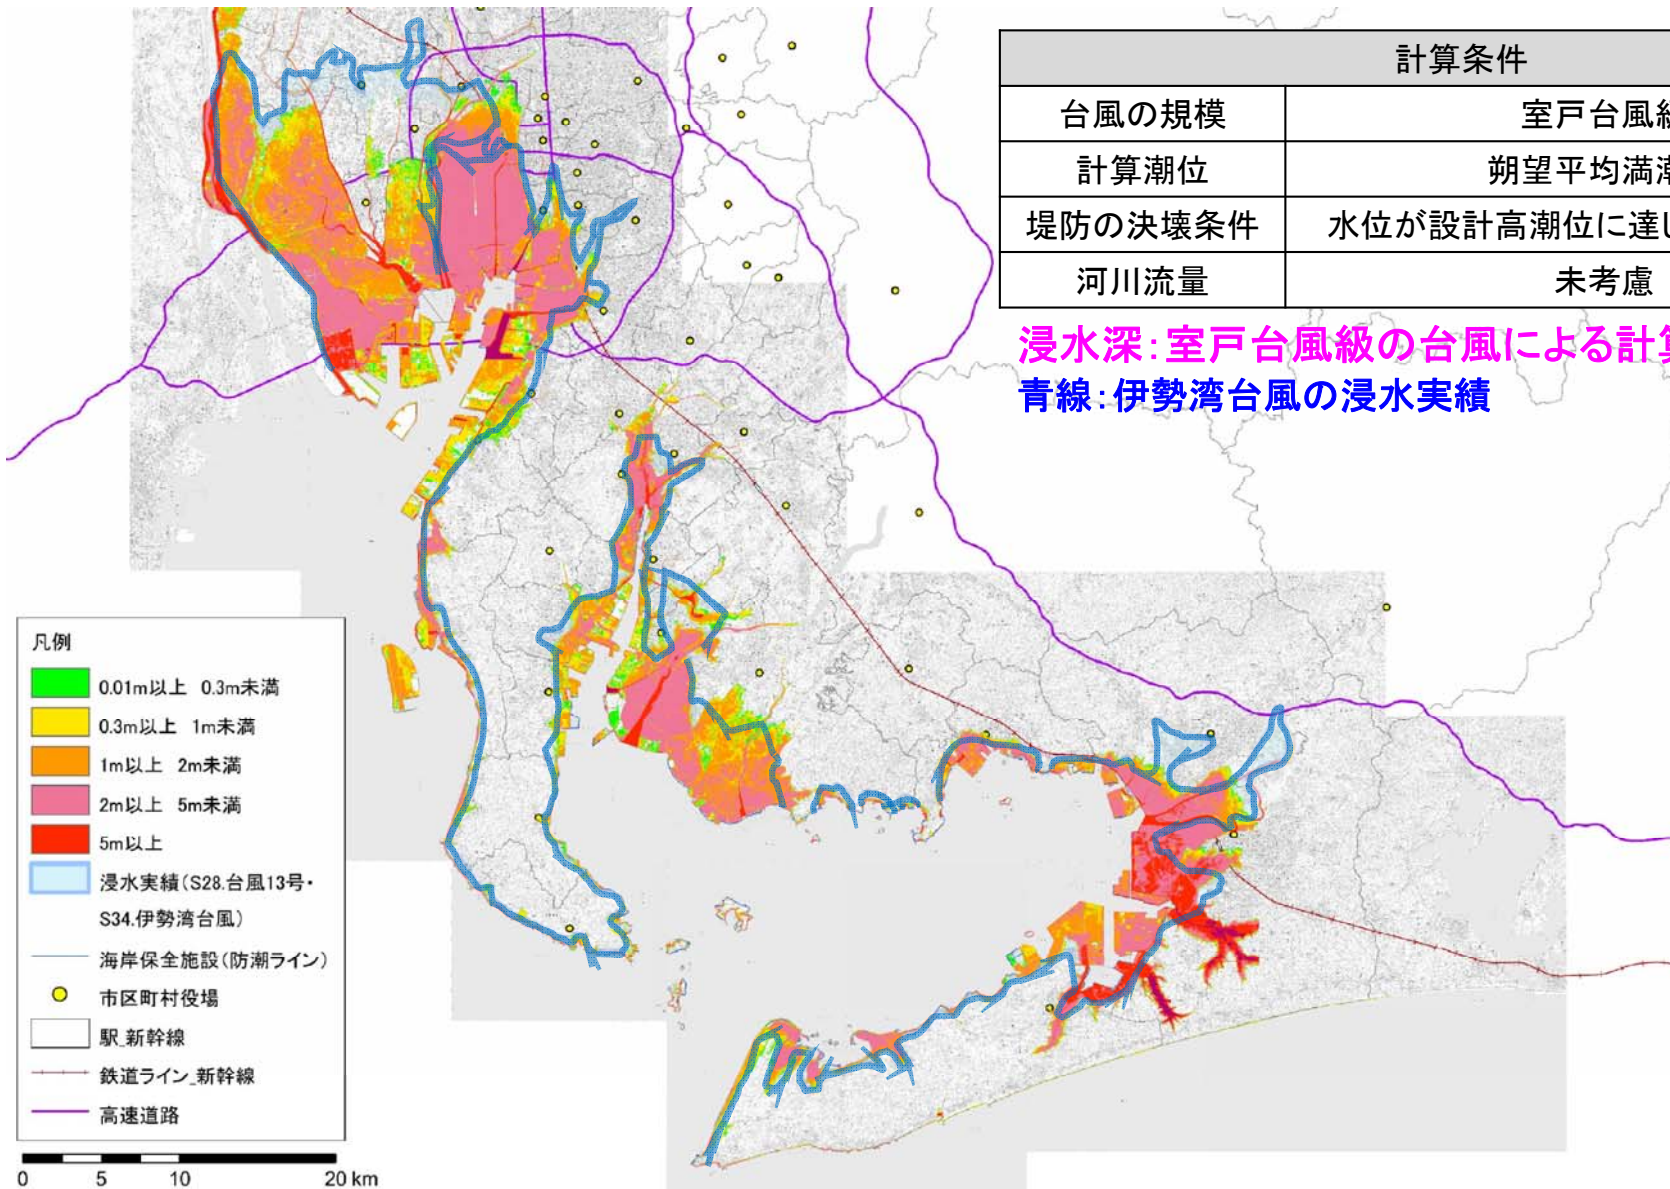 計算条件
台風の規模 室戸台風級
計算潮位 朔望平均満潮
堤防の決壊条件 水位が設計高潮位に達し
河川流量 未考慮
浸水深：室戸台風級の台風による計算
青線：伊勢湾台風の浸水実績
凡例
0.01m以上 0.3m未満
0.3m以上 1m未満
1m以上 2m未満
2m以上 5m未満
5m以上
浸水実績（S28.台風13号・
S34.伊勢湾台風）
海岸保全施設（防潮ライン）
市区町村役場
駅_新幹線
鉄道ライン_新幹線
高速道路
0 5 10 20 km